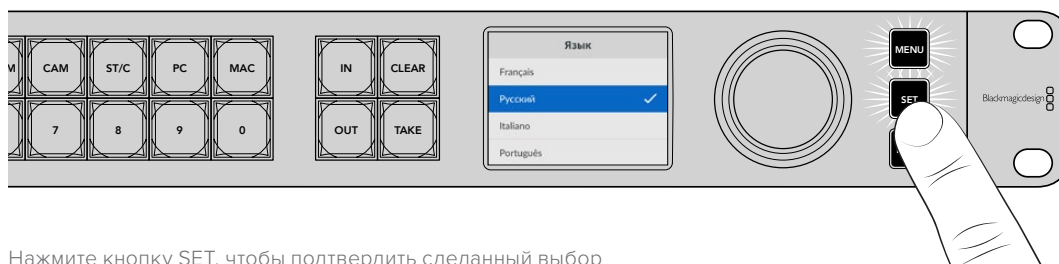 CAM ST/C PC MAC
IN CLEAR
7 8 9 0
OUT TAKE
Язык
Français
Русский
Italiano
Português
MENU
SET
Blackmagicdesign
Нажмите кнопку SET, чтобы подтвердить сделанный выбор